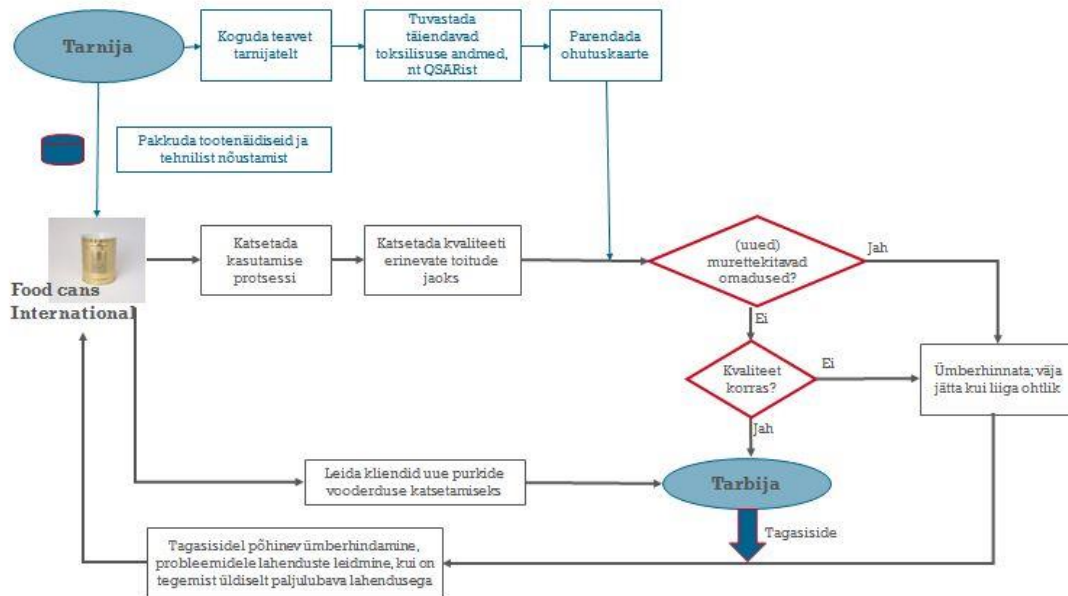 Tarnija
Koguda teavet
tarnijatelt
Tuvastada
täiendavad
toksilisuse andmed,
nt QSARist
Parendada
ohutuskaarte
Pakkuda tootenäidiseid ja
tehnilist nõustamist
Food cans
International
Katsetada
kasutamise
protsessi
Katsetada kvaliteeti
erinevate toitude
jaoks
(uued)
murettekitavad
omadused?
Jah
Ei
Kvaliteet
korras?
Ei
Ümberhinnata; väja
jätta kui liiga ohtlik
Jah
Leida kliendid uue purkide
vooderduse katsetamiseks
Tarbija
Tagasiside
Tagasisidel põhinev ümberhindamine,
probleemidele lahenduste leidmine, kui on
tegemist üldiselt paljulubava lahendusega